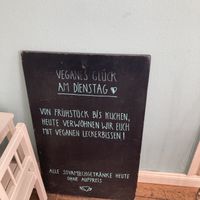 VEGANES GLÜCK
AM DIENSTAG
VON FRÜHSTÜCK BIS KUCHEN,
HEUTE VERWÖHNEN WIR EUCH
MIT VEGANEN LECKERBISSEN!
ALLE SOYAMILCHGETRÄNKE HEUTE
OHNE AUFPREIS